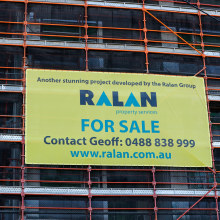 Another stunning project developed by the Ralan Group
RALAN
property services
FOR SALE
Contact Geoff: 0488 838 999
www.ralan.com.au